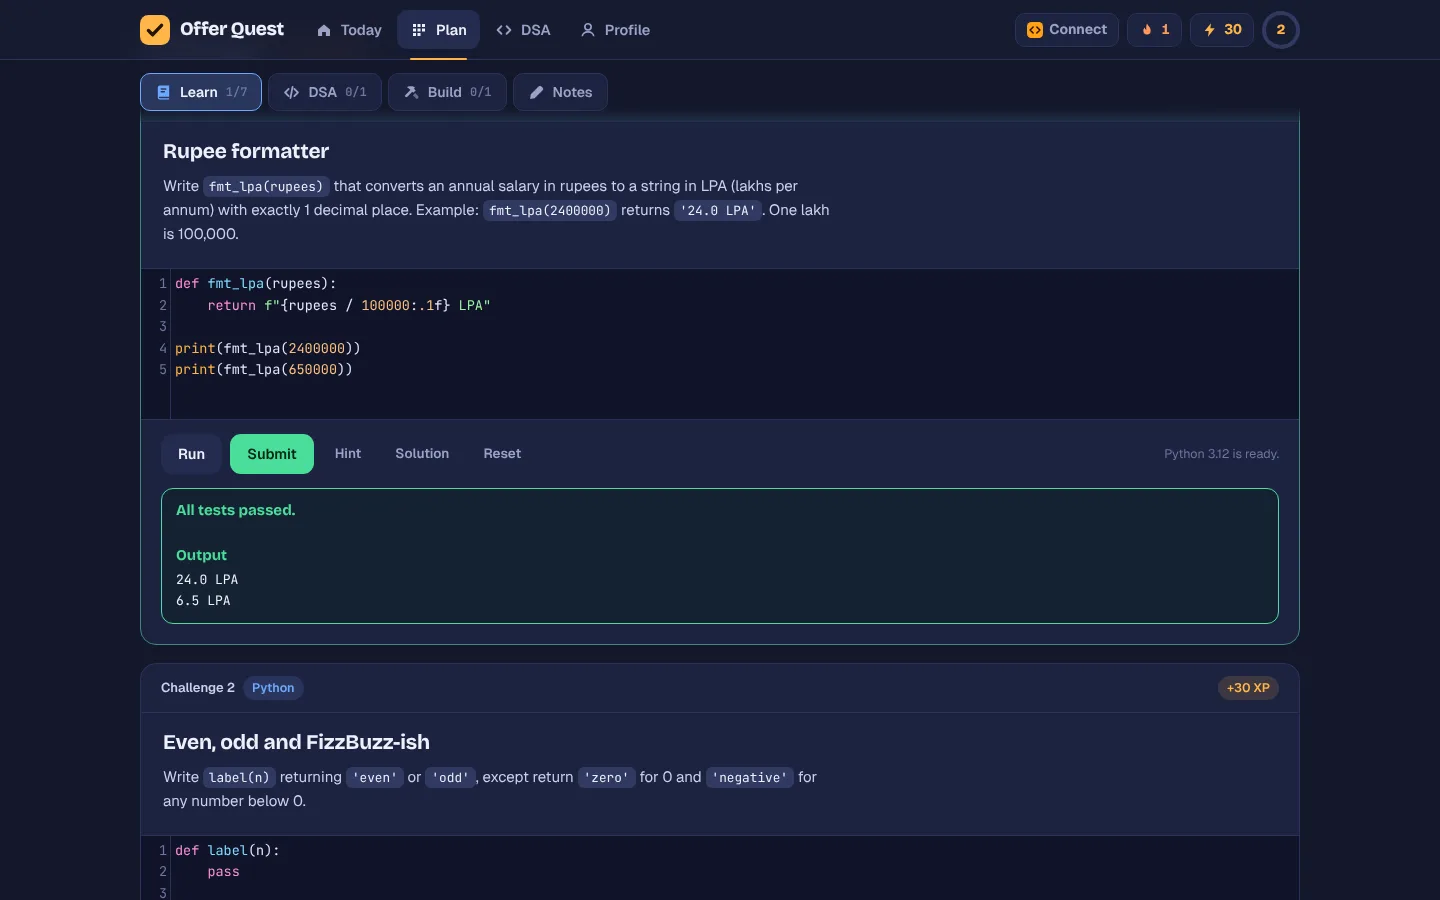 Offer Quest Today Plan DSA Profile Connect 1 30 2
Learn 1/7 DSA 0/1 Build 0/1 Notes
Rupee formatter
Write fmt_lpa(rupees) that converts an annual salary in rupees to a string in LPA (lakhs per
annum) with exactly 1 decimal place. Example: fmt_lpa(2400000) returns '24.0 LPA'. One lakh
is 100,000.
1 def fmt_lpa(rupees):
2     return f"{rupees / 100000:.1f} LPA"
3
4 print(fmt_lpa(2400000))
5 print(fmt_lpa(650000))
Run Submit Hint Solution Reset Python 3.12 is ready.
All tests passed.
Output
24.0 LPA
6.5 LPA
Challenge 2 Python +30 XP
Even, odd and FizzBuzz-ish
Write label(n) returning 'even' or 'odd', except return 'zero' for 0 and 'negative' for
any number below 0.
1 def label(n):
2     pass
3